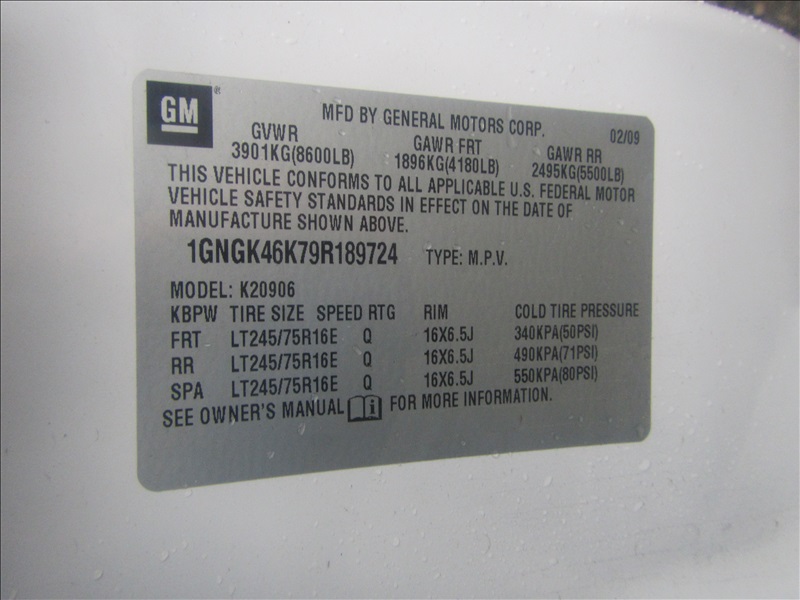 GM ®
MFD BY GENERAL MOTORS CORP. 02/09
GVWR GAWR FRT GAWR RR
3901KG(8600LB) 1896KG(4180LB) 2495KG(5500LB)
THIS VEHICLE CONFORMS TO ALL APPLICABLE U.S. FEDERAL MOTOR
VEHICLE SAFETY STANDARDS IN EFFECT ON THE DATE OF
MANUFACTURE SHOWN ABOVE.
1GNGK46K79R189724 TYPE: M.P.V.
MODEL: K20906
KBPW TIRE SIZE SPEED RTG RIM COLD TIRE PRESSURE
FRT LT245/75R16E Q 16X6.5J 340KPA(50PSI)
RR LT245/75R16E Q 16X6.5J 490KPA(71PSI)
SPA LT245/75R16E Q 16X6.5J 550KPA(80PSI)
SEE OWNER'S MANUAL i FOR MORE INFORMATION.